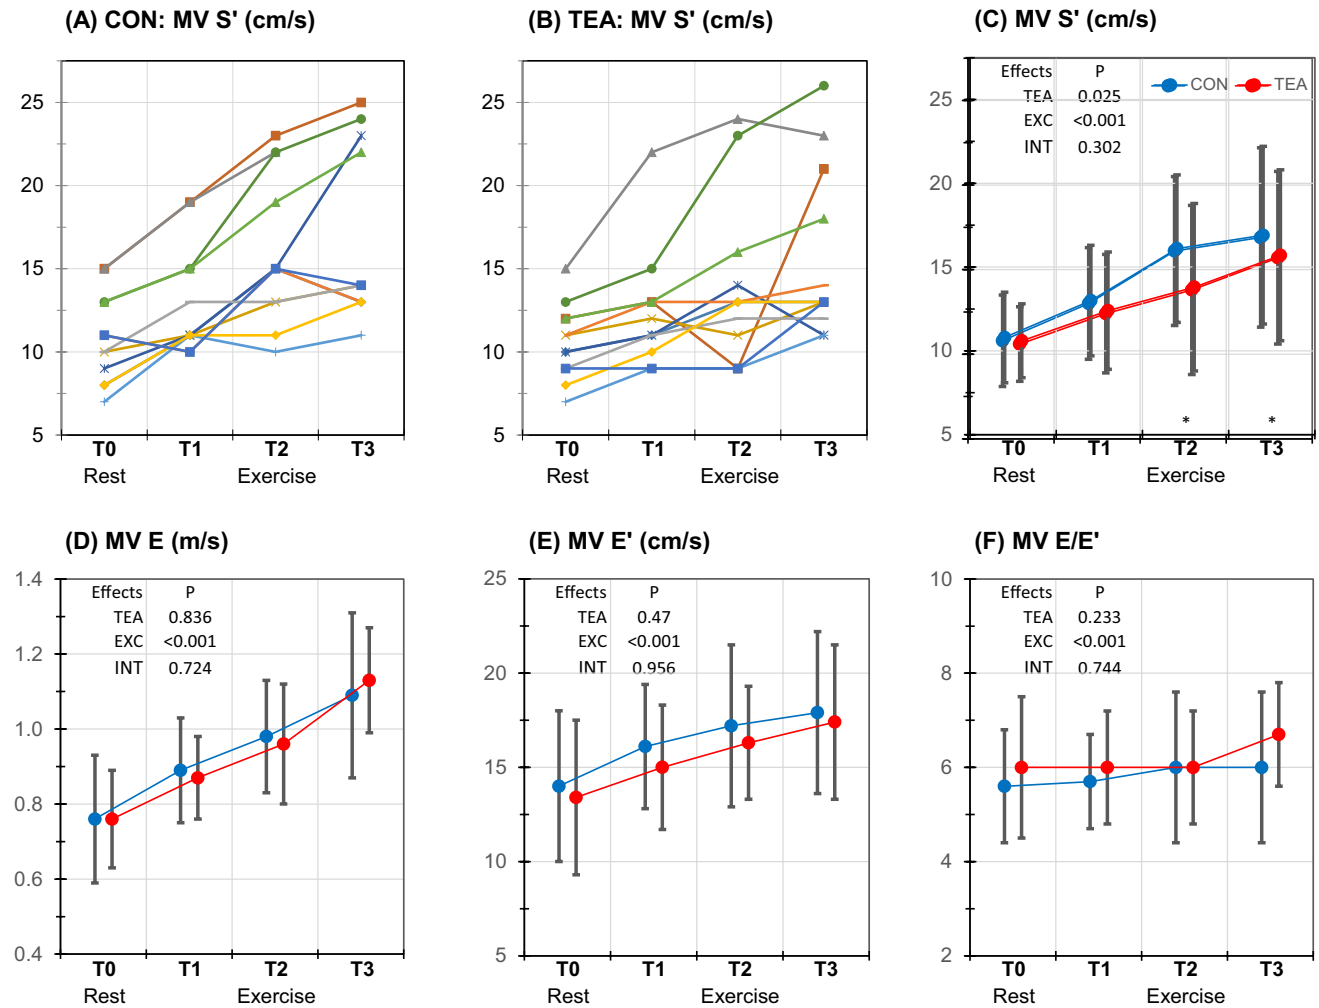 (A) CON: MV S' (cm/s)
25
20
15
10
5
T0 T1 T2 T3
Rest Exercise
(B) TEA: MV S' (cm/s)
25
20
15
10
5
T0 T1 T2 T3
Rest Exercise
(C) MV S' (cm/s)
Effects P
TEA 0.025
EXC <0.001
INT 0.302
CON TEA
25
20
15
10
5
* *
T0 T1 T2 T3
Rest Exercise
(D) MV E (m/s)
Effects P
TEA 0.836
EXC <0.001
INT 0.724
1.4
1.2
1.0
0.8
0.6
0.4
T0 T1 T2 T3
Rest Exercise
(E) MV E' (cm/s)
Effects P
TEA 0.47
EXC <0.001
INT 0.956
25
20
15
10
5
T0 T1 T2 T3
Rest Exercise
(F) MV E/E'
Effects P
TEA 0.233
EXC <0.001
INT 0.744
10
8
6
4
2
T0 T1 T2 T3
Rest Exercise